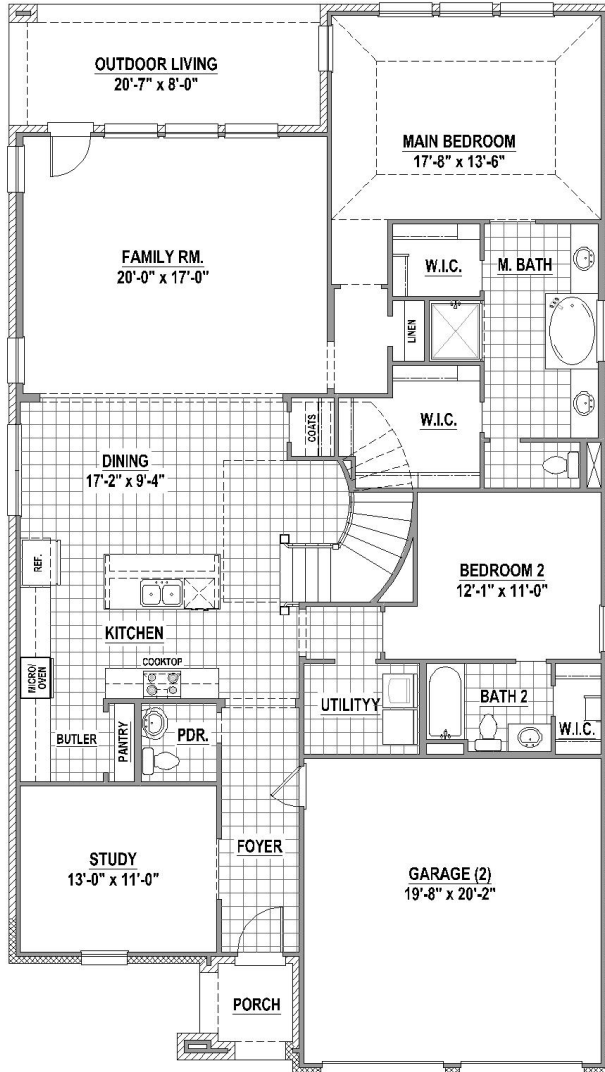 OUTDOOR LIVING
20'-7" x 8'-0"
MAIN BEDROOM
17'-8" x 13'-6"
FAMILY RM.
20'-0" x 17'-0"
W.I.C.
M. BATH
LINEN
W.I.C.
COATS
DINING
17'-2" x 9'-4"
REF.
BEDROOM 2
12'-1" x 11'-0"
KITCHEN
COOKTOP
MICRO/
OVEN
UTILITYY
BATH 2
W.I.C.
BUTLER
PANTRY
PDR.
FOYER
STUDY
13'-0" x 11'-0"
GARAGE (2)
19'-8" x 20'-2"
PORCH